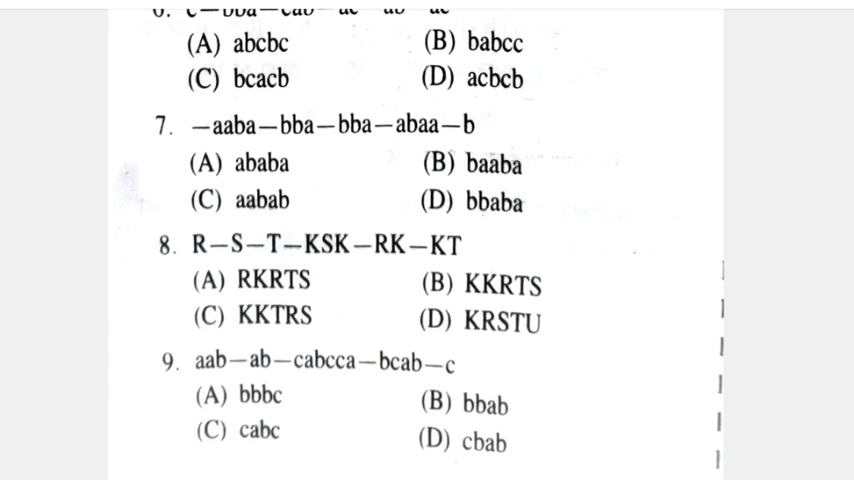 (A) abcbc (B) babcc
(C) bcacb (D) acbcb
7. —aaba—bba—bba—abaa—b
(A) ababa (B) baaba
(C) aabab (D) bbaba
8. R—S—T—KSK—RK—KT
(A) RKRTS (B) KKRTS
(C) KKTRS (D) KRSTU
9. aab—ab—cabcca—bcab—c
(A) bbbc (B) bbab
(C) cabc (D) cbab